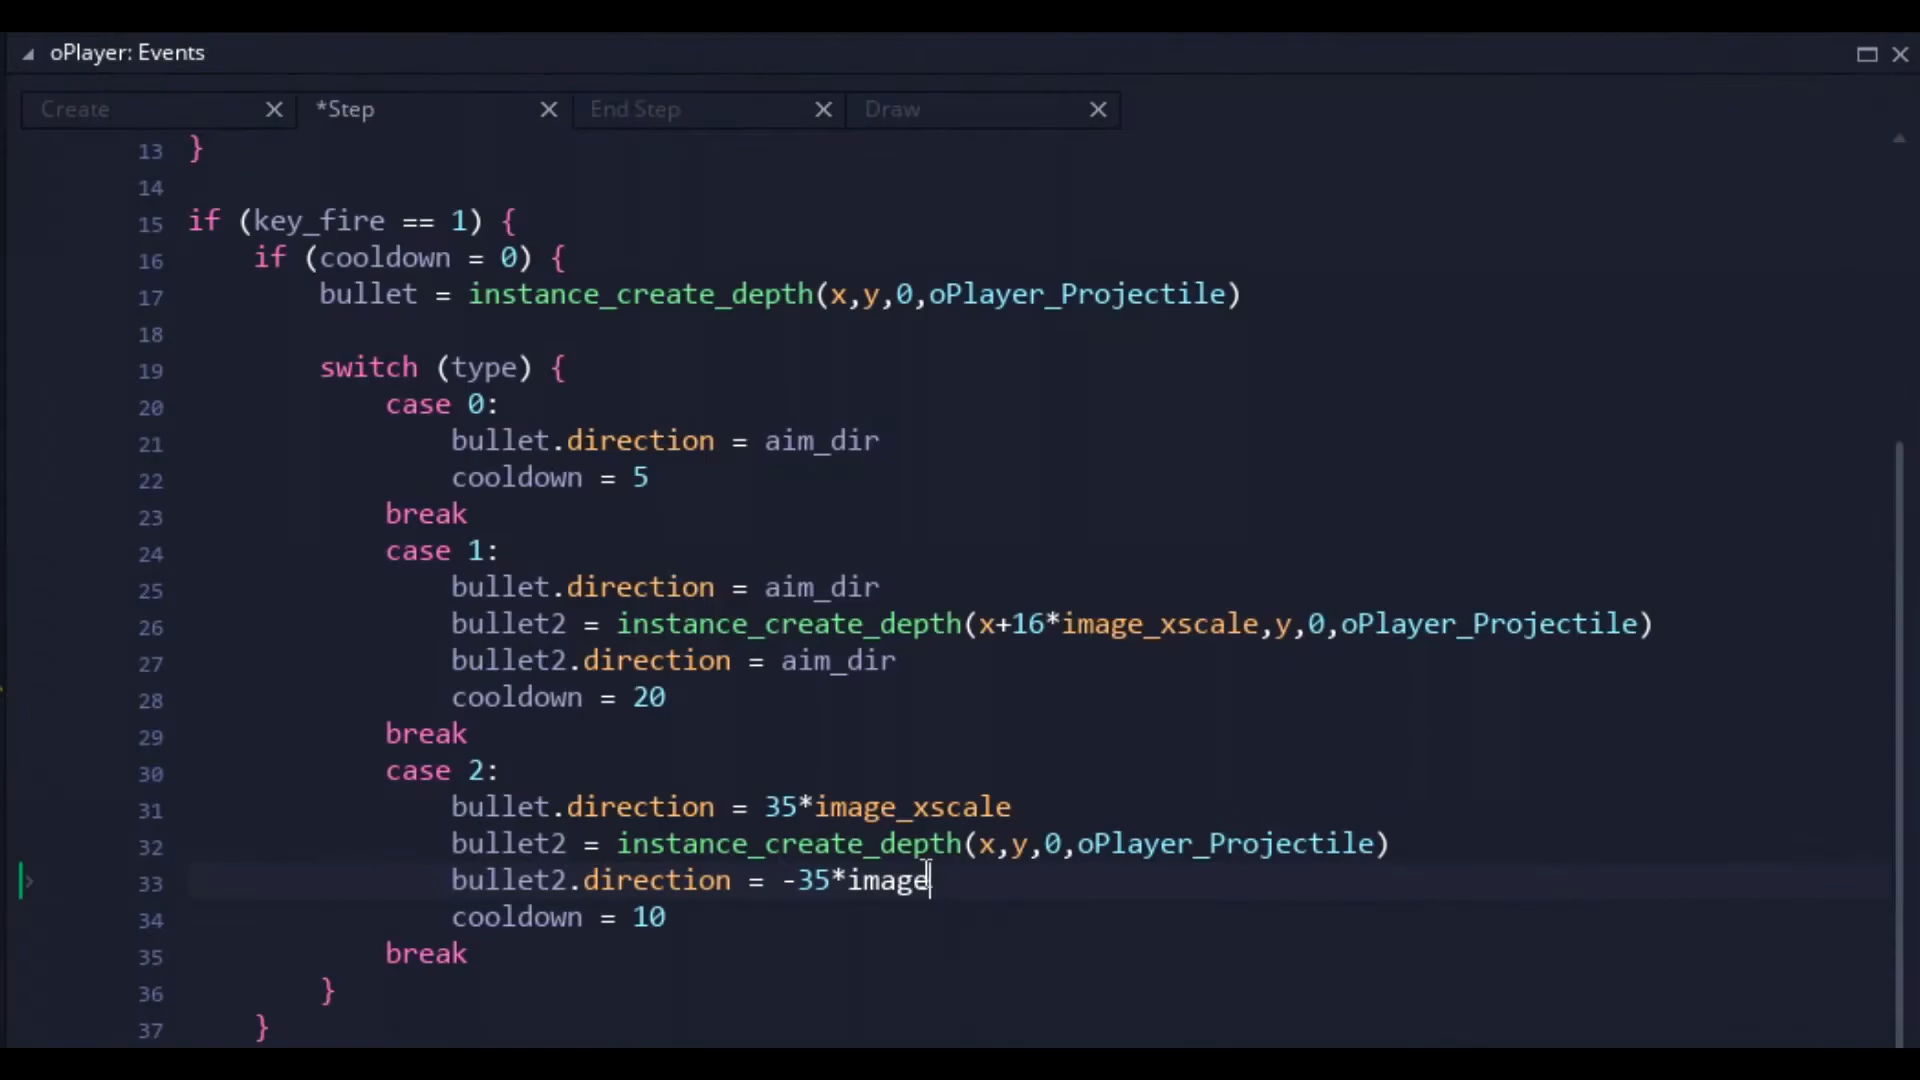 oPlayer: Events
Create *Step End Step Draw
13 }
14
15 if (key_fire == 1) {
16 if (cooldown = 0) {
17 bullet = instance_create_depth(x,y,0,oPlayer_Projectile)
18
19 switch (type) {
20 case 0:
21 bullet.direction = aim_dir
22 cooldown = 5
23 break
24 case 1:
25 bullet.direction = aim_dir
26 bullet2 = instance_create_depth(x+16*image_xscale,y,0,oPlayer_Projectile)
27 bullet2.direction = aim_dir
28 cooldown = 20
29 break
30 case 2:
31 bullet.direction = 35*image_xscale
32 bullet2 = instance_create_depth(x,y,0,oPlayer_Projectile)
33 bullet2.direction = -35*image
34 cooldown = 10
35 break
36 }
37 }